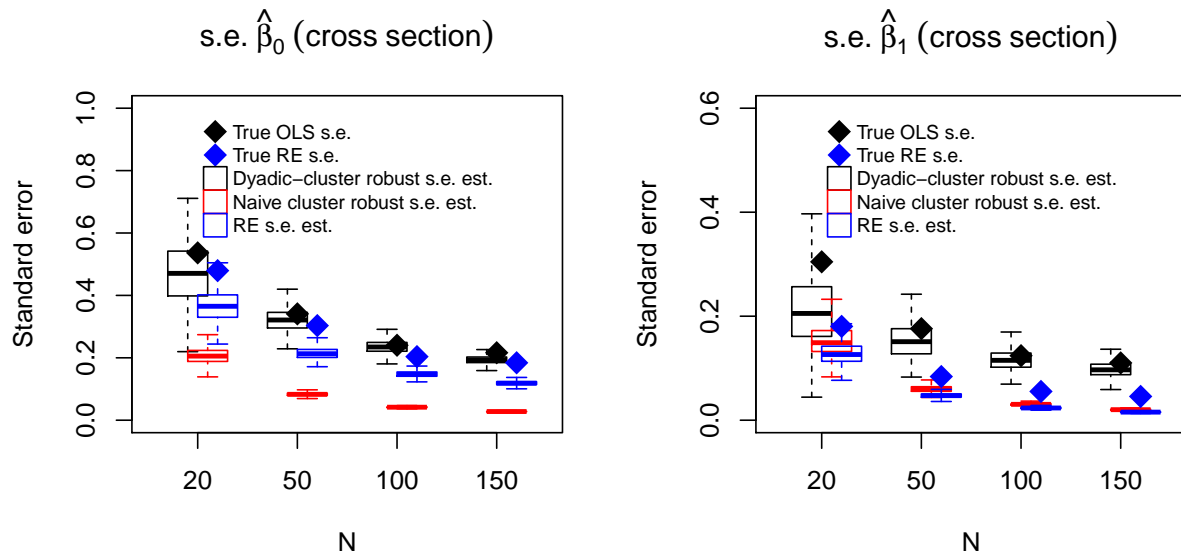 s.e. β̂₀ (cross section)
Standard error
1.0
0.8
0.6
0.4
0.2
0.0
True OLS s.e.
True RE s.e.
Dyadic−cluster robust s.e. est.
Naive cluster robust s.e. est.
RE s.e. est.
20 50 100 150
N
s.e. β̂₁ (cross section)
Standard error
0.6
0.4
0.2
0.0
True OLS s.e.
True RE s.e.
Dyadic−cluster robust s.e. est.
Naive cluster robust s.e. est.
RE s.e. est.
20 50 100 150
N